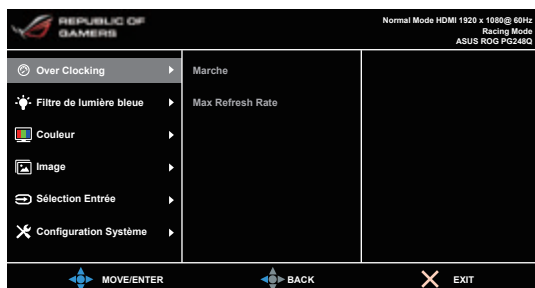 REPUBLIC OF
GAMERS
Normal Mode HDMI 1920 x 1080@ 60Hz
Racing Mode
ASUS ROG PG248Q
Over Clocking
Marche
Filtre de lumière bleue
Max Refresh Rate
Couleur
Image
Sélection Entrée
Configuration Système
MOVE/ENTER
BACK
EXIT